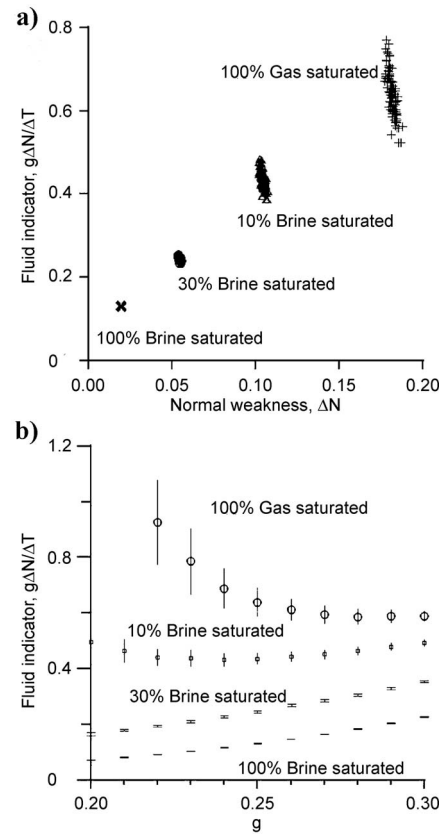 a)
0.8
100% Gas saturated
0.6
Fluid indicator, gΔN/ΔT
0.4
10% Brine saturated
30% Brine saturated
0.2
100% Brine saturated
0
0.00 0.05 0.10 0.15 0.20
Normal weakness, ΔN
b)
1.2
100% Gas saturated
0.8
Fluid indicator, gΔN/ΔT
10% Brine saturated
0.4
30% Brine saturated
100% Brine saturated
0
0.20 0.25 0.30
g